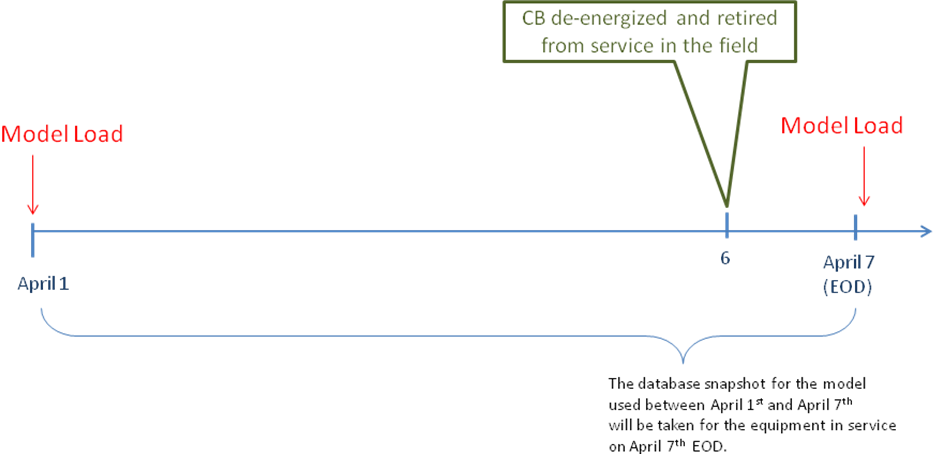 CB de-energized and retired
from service in the field
Model Load
Model Load
April 1
6
April 7
(EOD)
The database snapshot for the model
used between April 1st and April 7th
will be taken for the equipment in service
on April 7th EOD.